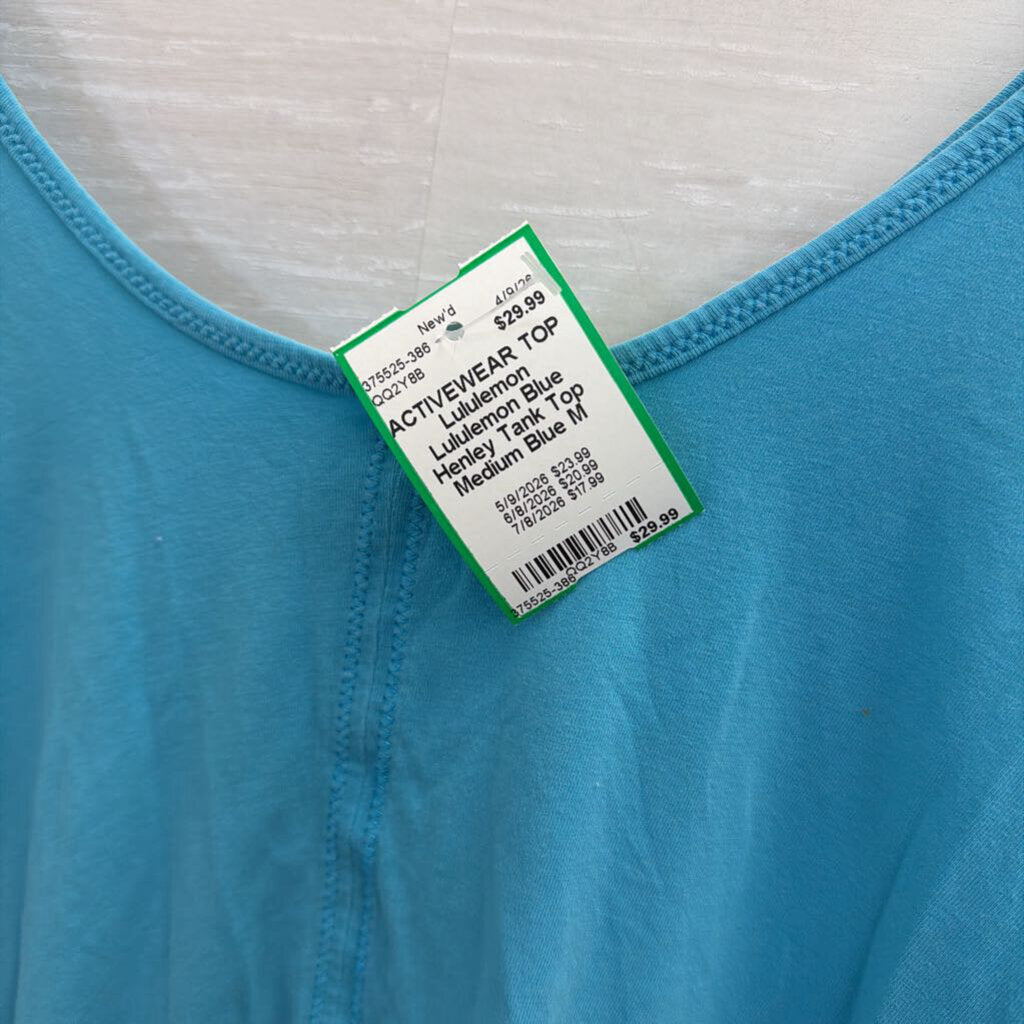 New'd 4/9/26
375525-386 $29.99
QQ2Y8B
ACTIVEWEAR TOP
Lululemon
Lululemon Blue
Henley Tank Top
Medium Blue M
5/9/2026 $23.99
6/8/2026 $20.99
7/8/2026 $17.99
375525-386 QQ2Y8B $29.99